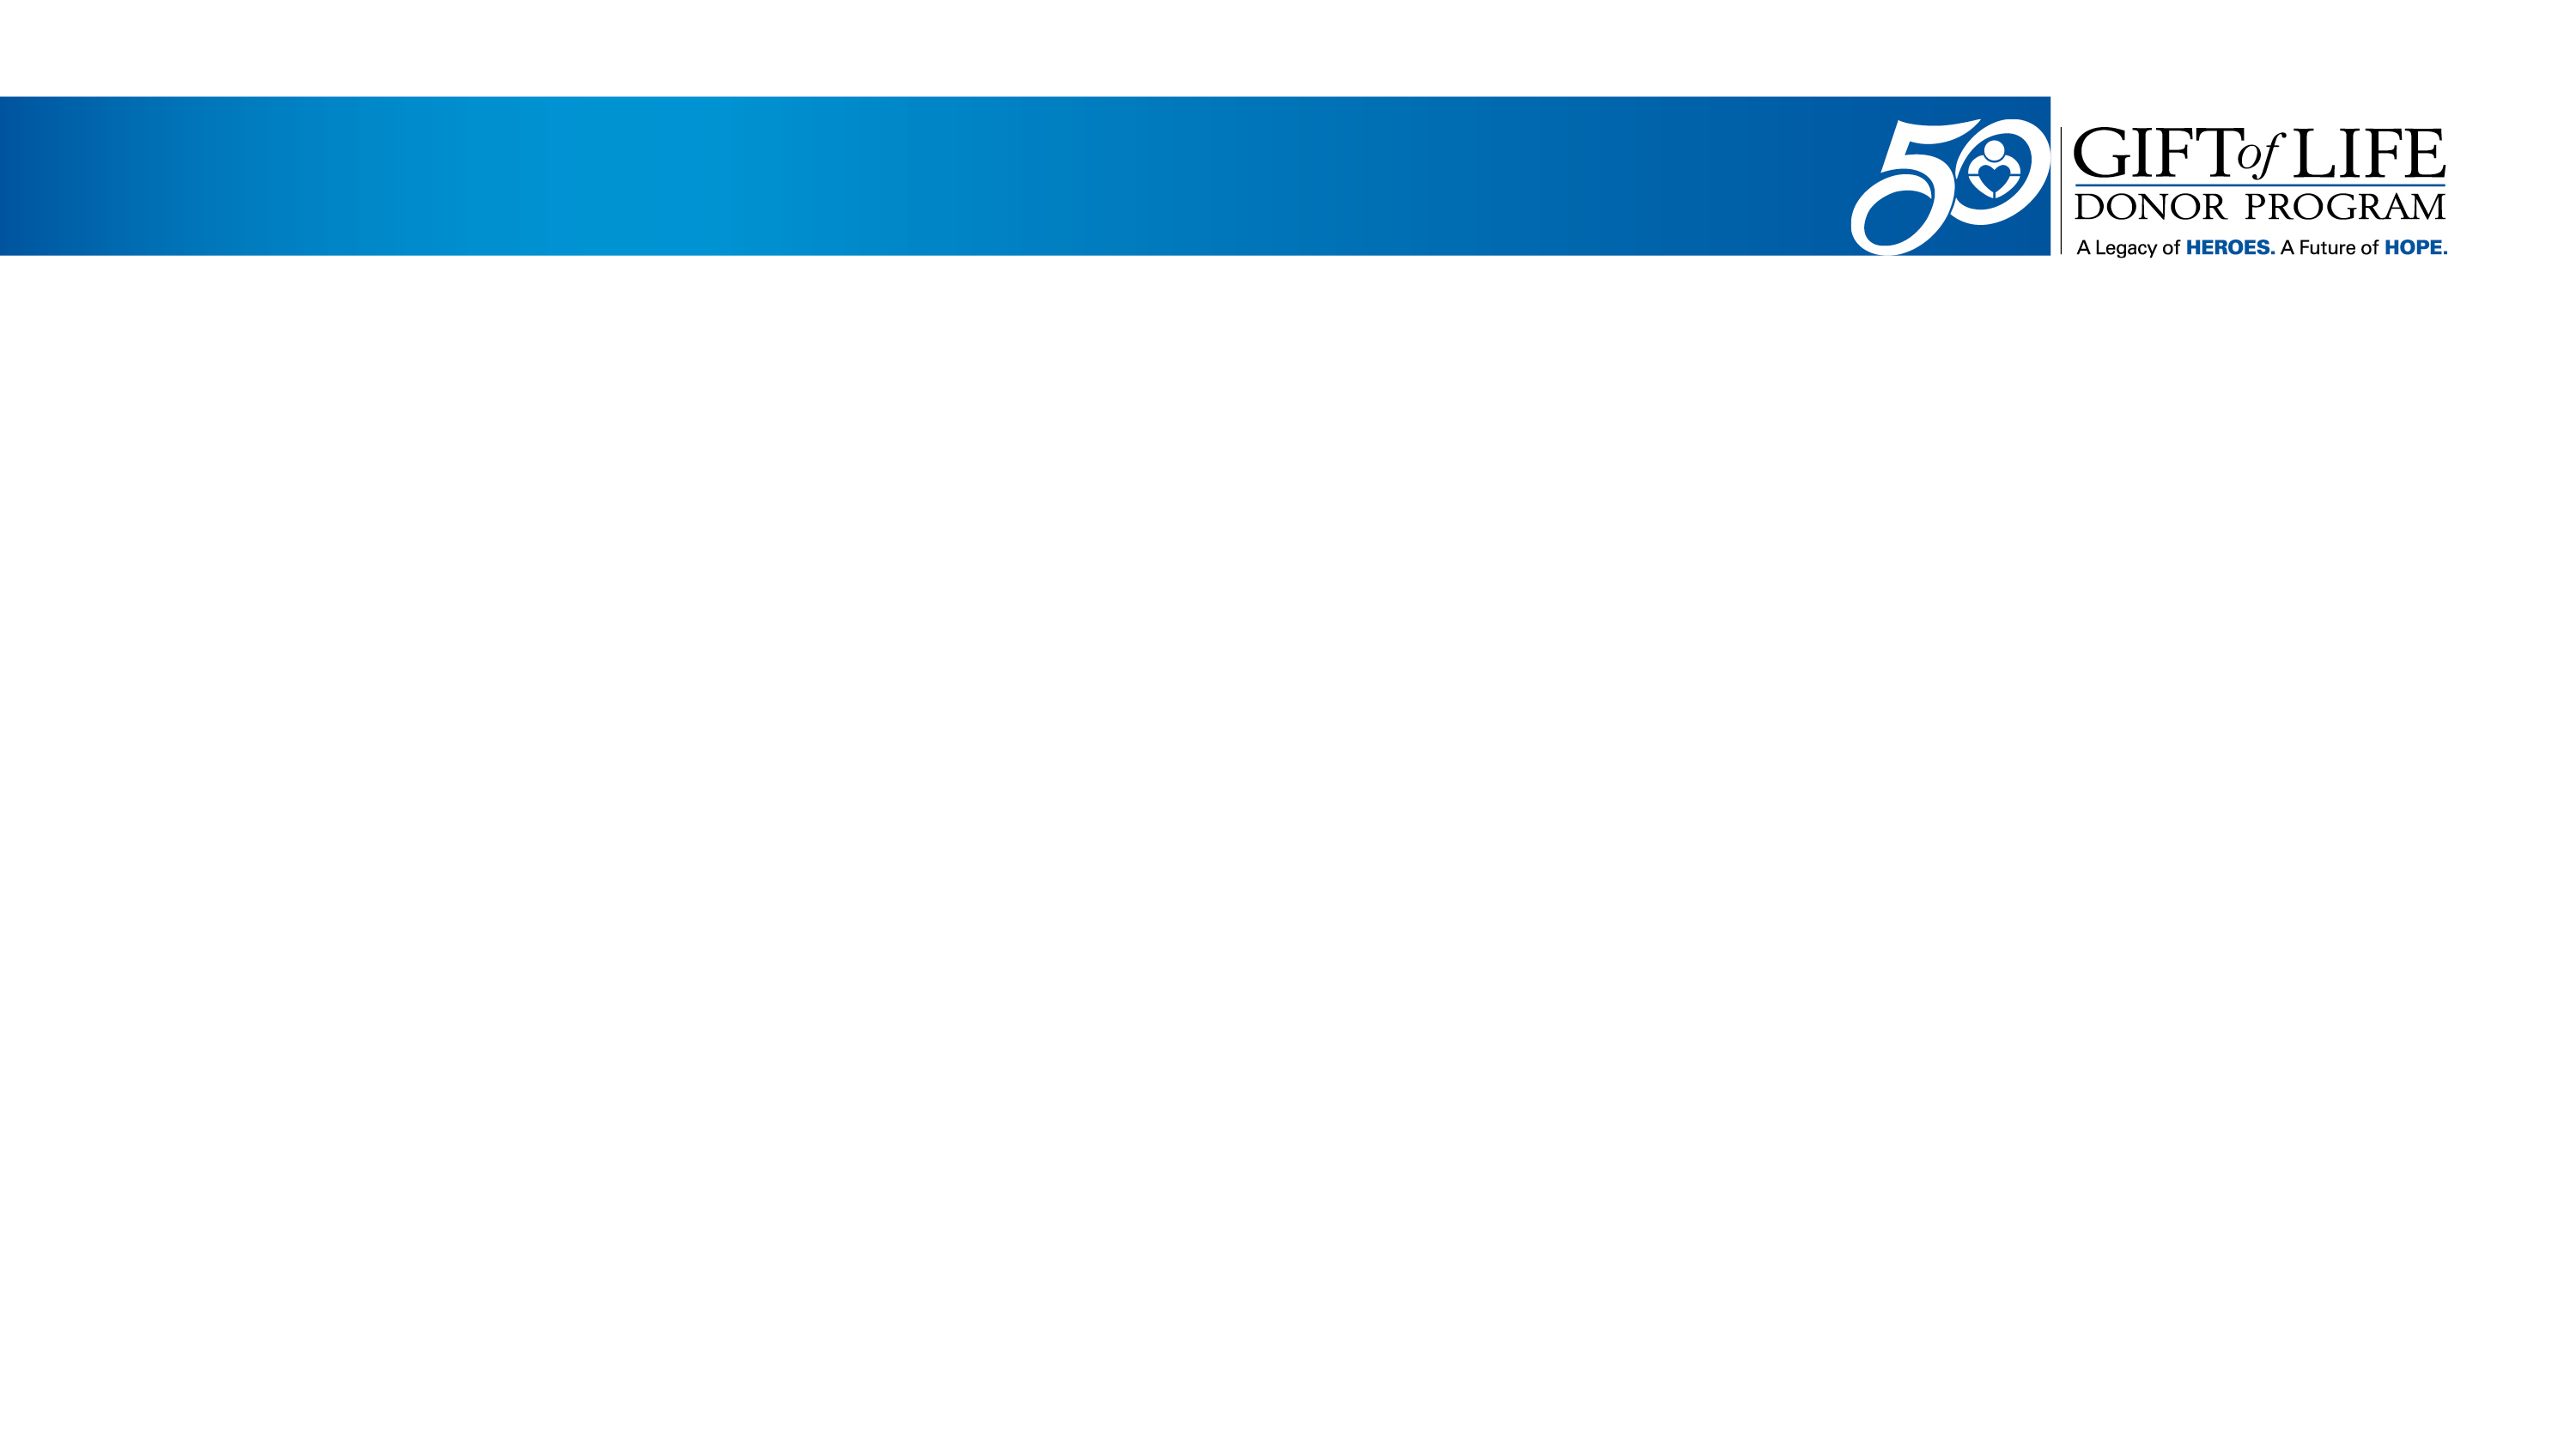 50
GIFT of LIFE
DONOR PROGRAM
A Legacy of HEROES. A Future of HOPE.